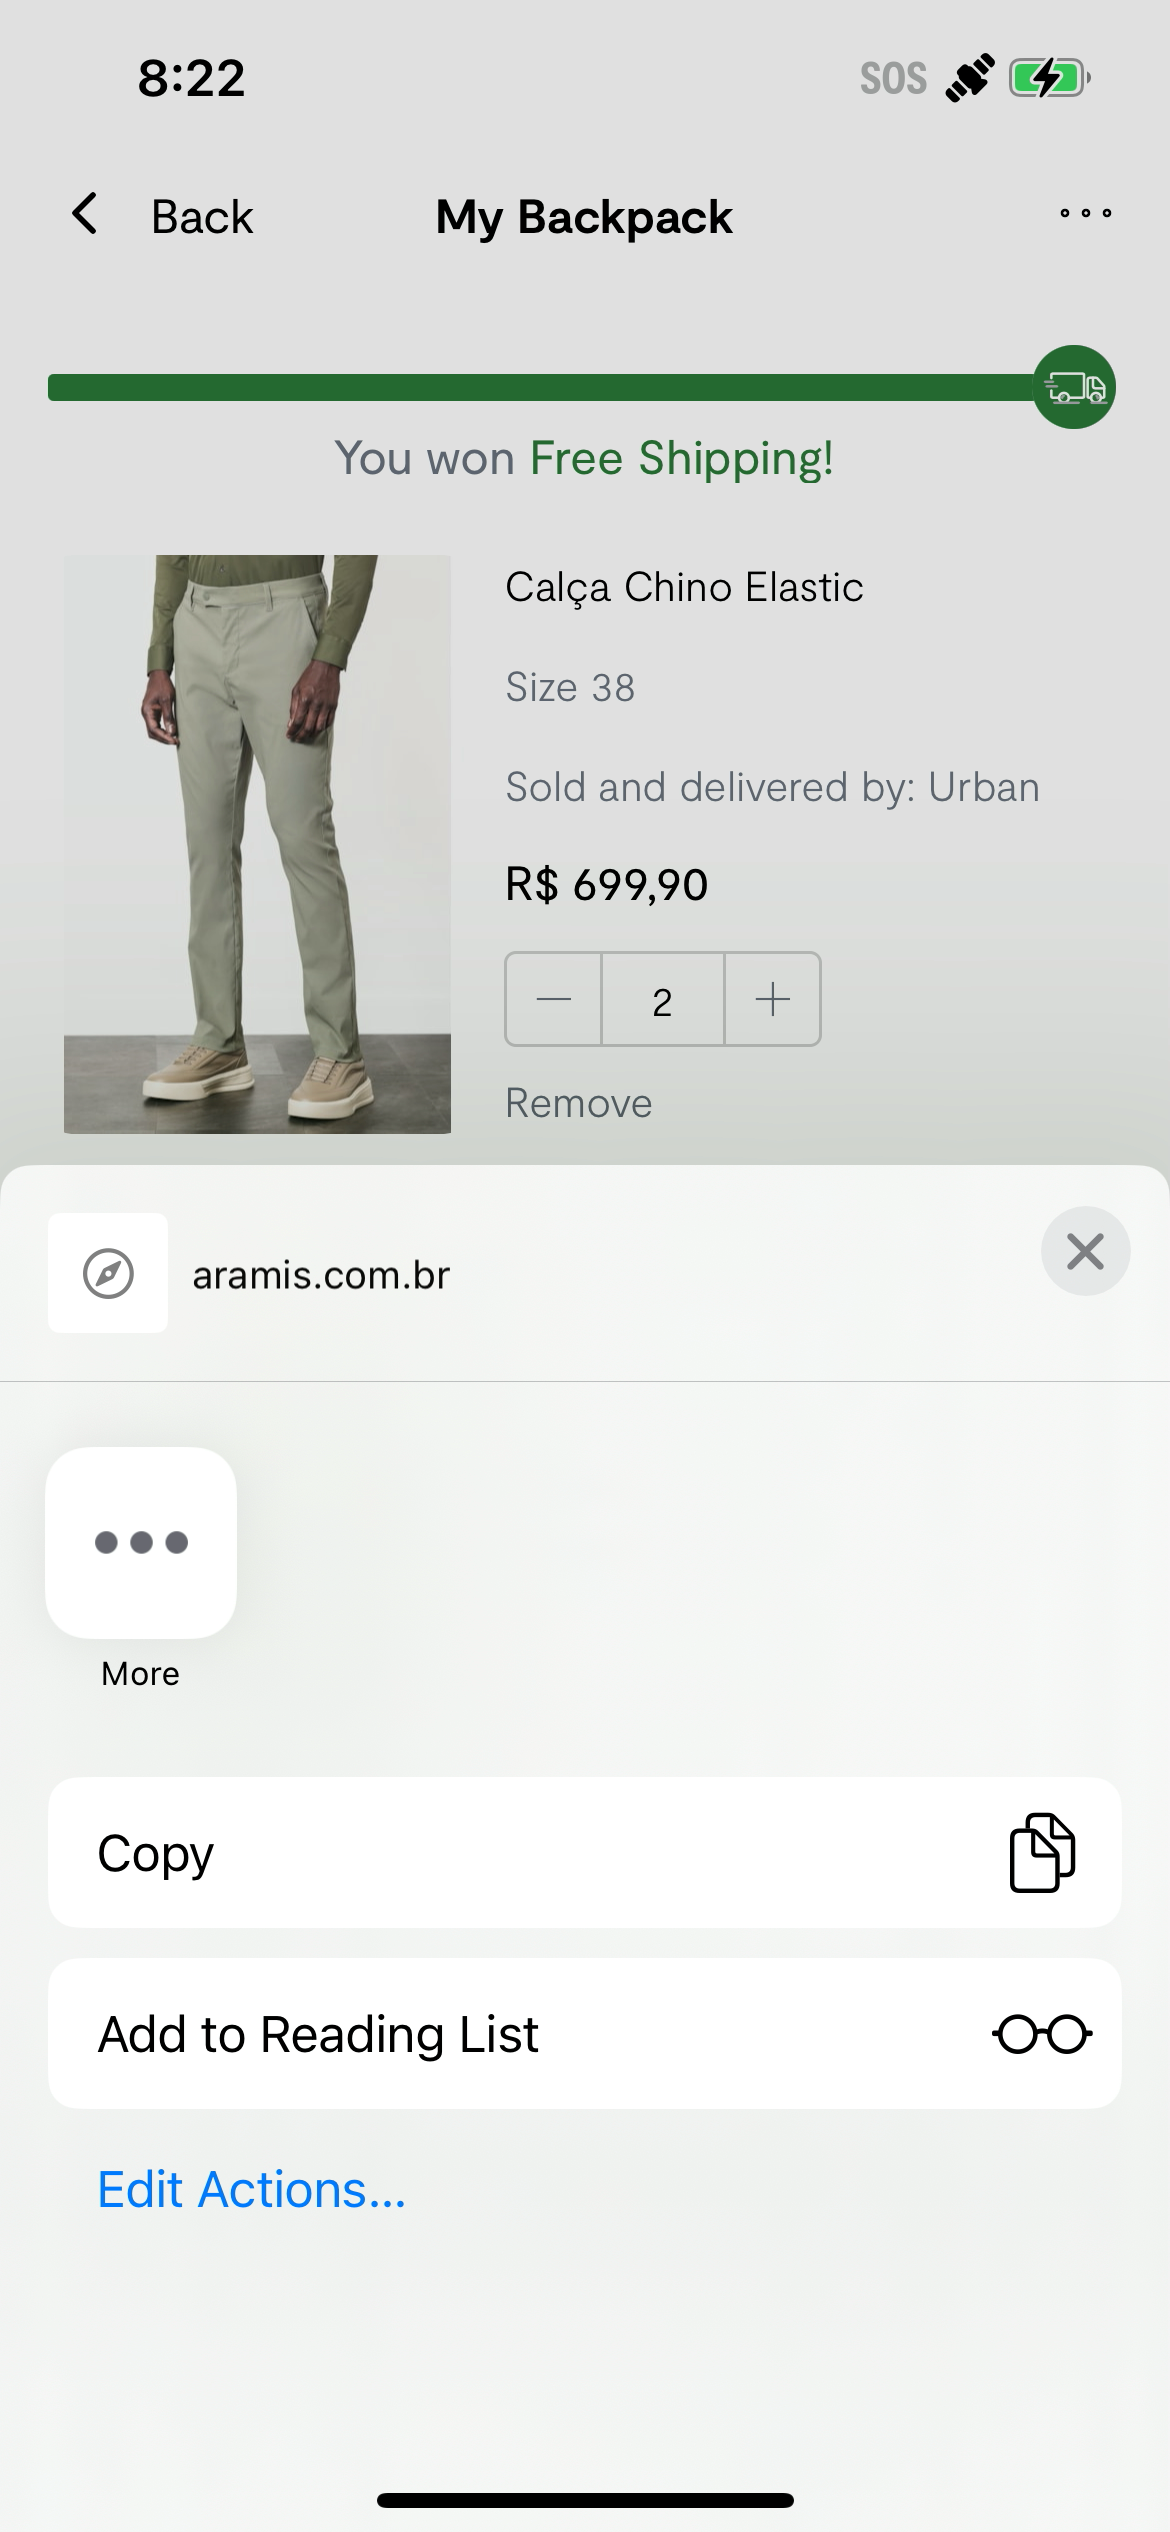 8:22
SOS
Back
My Backpack
You won Free Shipping!
Calça Chino Elastic
Size 38
Sold and delivered by: Urban
R$ 699,90
2
Remove
aramis.com.br
More
Copy
Add to Reading List
Edit Actions...